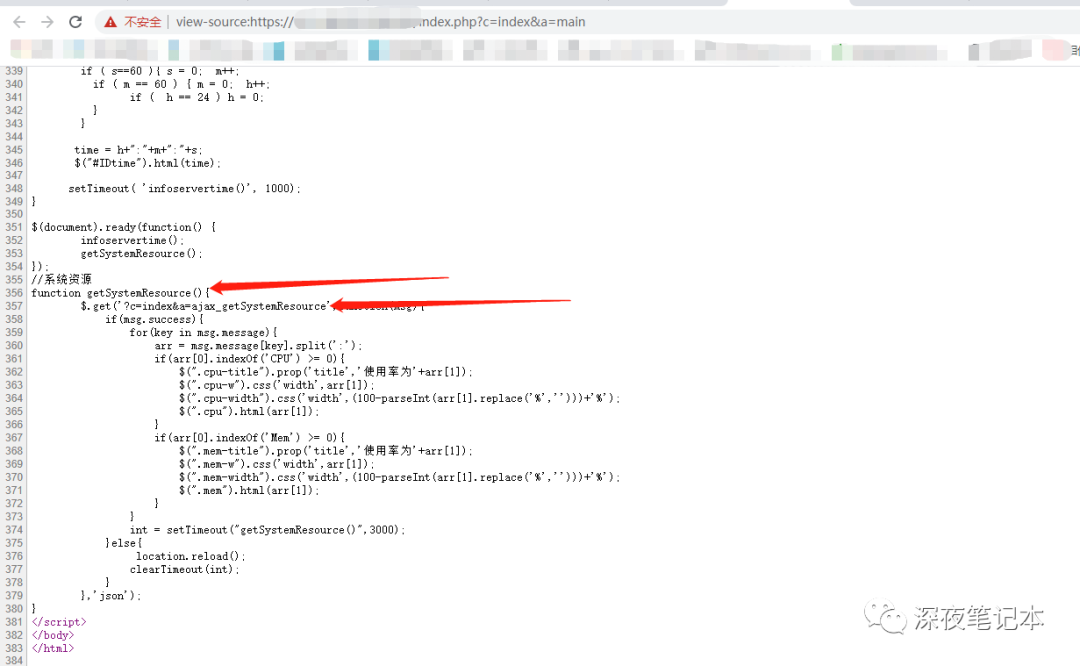 不安全 view-source:https:// index.php?c=index&a=main
339 if ( s==60 ){ s = 0; m++;
340 if ( m == 60 ) { m = 0; h++;
341 if ( h == 24 ) h = 0;
342 }
343 }
344
345 time = h+":"+m+":"+s;
346 $("#IDtime").html(time);
347
348 setTimeout( 'infoservertime()', 1000);
349 }
350
351 $(document).ready(function() {
352 infoservertime();
353 getSystemResource();
354 });
355 //系统资源
356 function getSystemResource(){
357 $.get('?c=index&a=ajax_getSystemResource',function(msg){
358 if(msg.success){
359 for(key in msg.message){
360 arr = msg.message[key].split(':');
361 if(arr[0].indexOf('CPU') >= 0){
362 $(".cpu-title").prop('title','使用率为'+arr[1]);
363 $(".cpu-w").css('width',arr[1]);
364 $(".cpu-width").css('width',(100-parseInt(arr[1].replace('%','')))+'%');
365 $(".cpu").html(arr[1]);
366 }
367 if(arr[0].indexOf('Mem') >= 0){
368 $(".mem-title").prop('title','使用率为'+arr[1]);
369 $(".mem-w").css('width',arr[1]);
370 $(".mem-width").css('width',(100-parseInt(arr[1].replace('%','')))+'%');
371 $(".mem").html(arr[1]);
372 }
373 }
374 int = setTimeout("getSystemResource()",3000);
375 }else{
376 location.reload();
377 clearTimeout(int);
378 }
379 },'json');
380 }
381 </script>
382 </body>
383 </html>
384
深夜笔记本